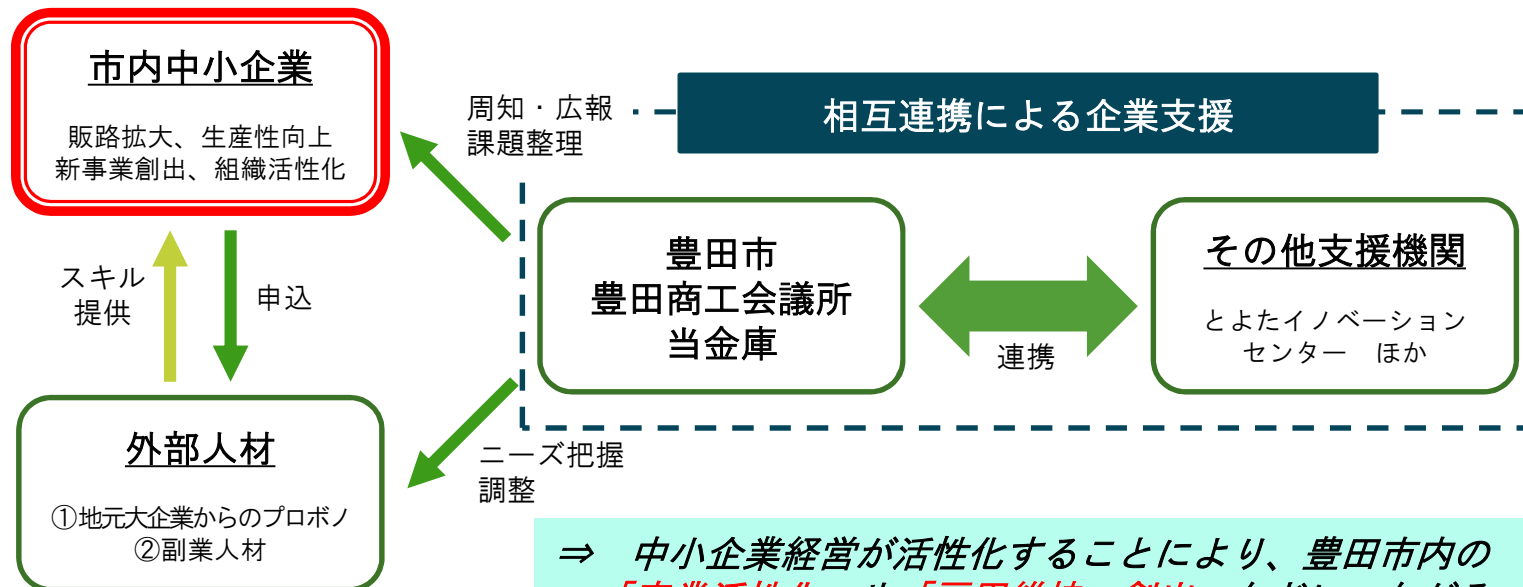 市内中小企業
販路拡大、生産性向上
新事業創出、組織活性化
周知・広報
課題整理
相互連携による企業支援
豊田市
豊田商工会議所
当金庫
連携
その他支援機関
とよたイノベーション
センター　ほか
スキル
提供
申込
外部人材
①地元大企業からのプロボノ
②副業人材
ニーズ把握
調整
⇒　中小企業経営が活性化することにより、豊田市内の